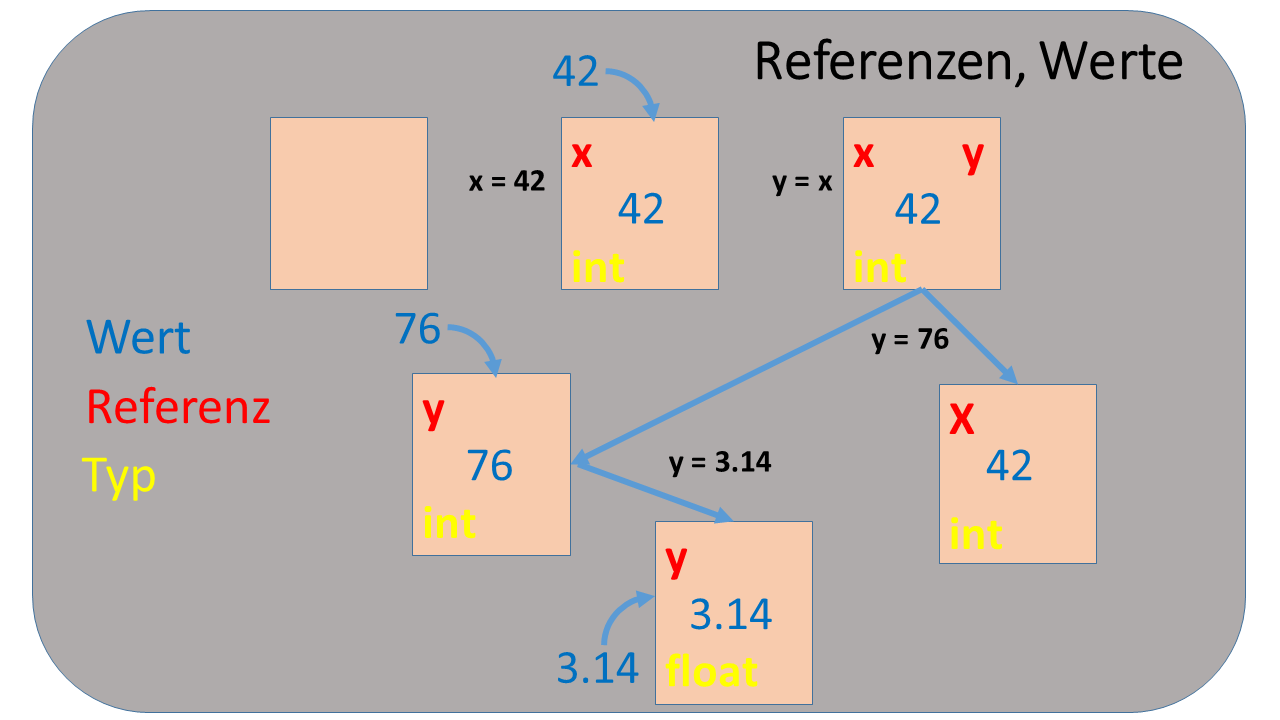 Referenzen, Werte
42
x = 42
x
42
int
y = x
x y
42
int
Wert
Referenz
Typ
76
y
76
int
y = 76
X
42
int
y = 3.14
y
3.14
float
3.14